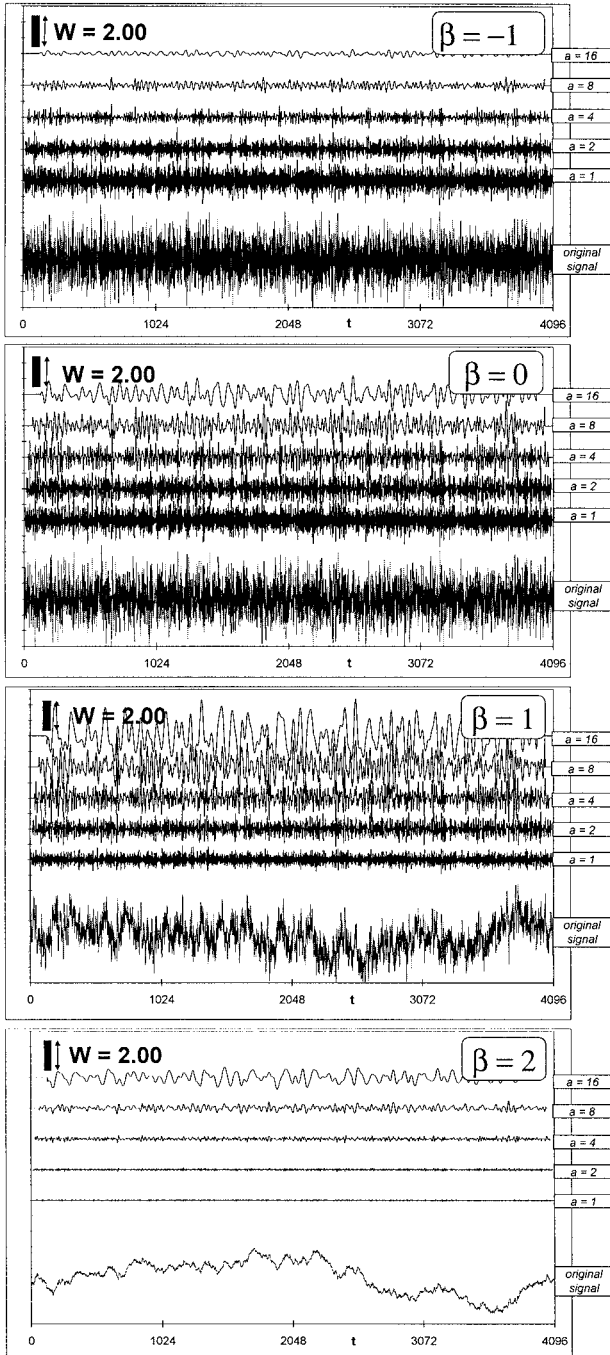 W = 2.00
β = −1
a = 16
a = 8
a = 4
a = 2
a = 1
original
signal
0 1024 2048 t 3072 4096
W = 2.00
β = 0
a = 16
a = 8
a = 4
a = 2
a = 1
original
signal
0 1024 2048 t 3072 4096
W = 2.00
β = 1
a = 16
a = 8
a = 4
a = 2
a = 1
original
signal
0 1024 2048 t 3072 4096
W = 2.00
β = 2
a = 16
a = 8
a = 4
a = 2
a = 1
original
signal
0 1024 2048 t 3072 4096